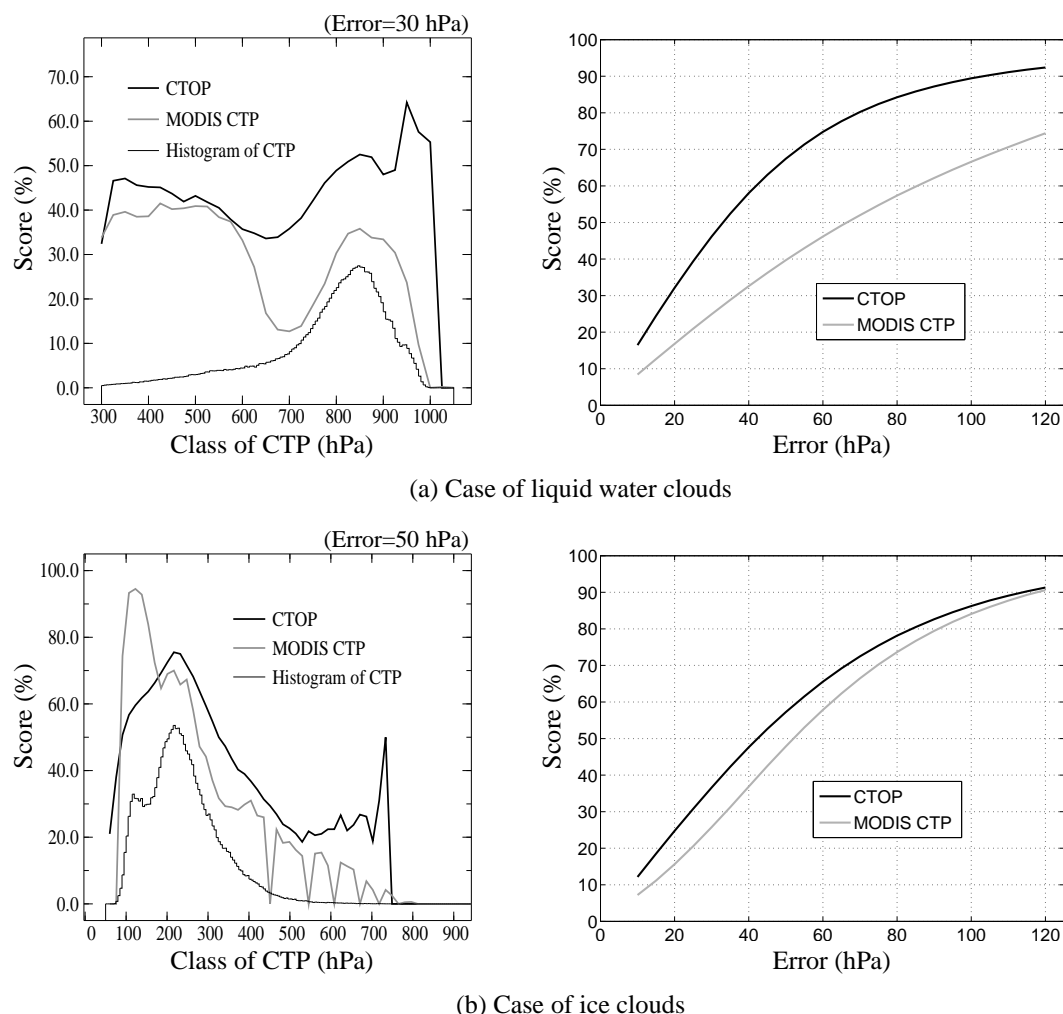 (Error=30 hPa)
70.0
60.0
50.0
40.0
30.0
20.0
10.0
0.0
Score (%)
CTOP
MODIS CTP
Histogram of CTP
300 400 500 600 700 800 900 1000
Class of CTP (hPa)
100
90
80
70
60
50
40
30
20
10
0
Score (%)
CTOP
MODIS CTP
0 20 40 60 80 100 120
Error (hPa)
(a) Case of liquid water clouds
(Error=50 hPa)
100.0
80.0
60.0
40.0
20.0
0.0
Score (%)
CTOP
MODIS CTP
Histogram of CTP
0 100 200 300 400 500 600 700 800 900
Class of CTP (hPa)
100
90
80
70
60
50
40
30
20
10
0
Score (%)
CTOP
MODIS CTP
0 20 40 60 80 100 120
Error (hPa)
(b) Case of ice clouds